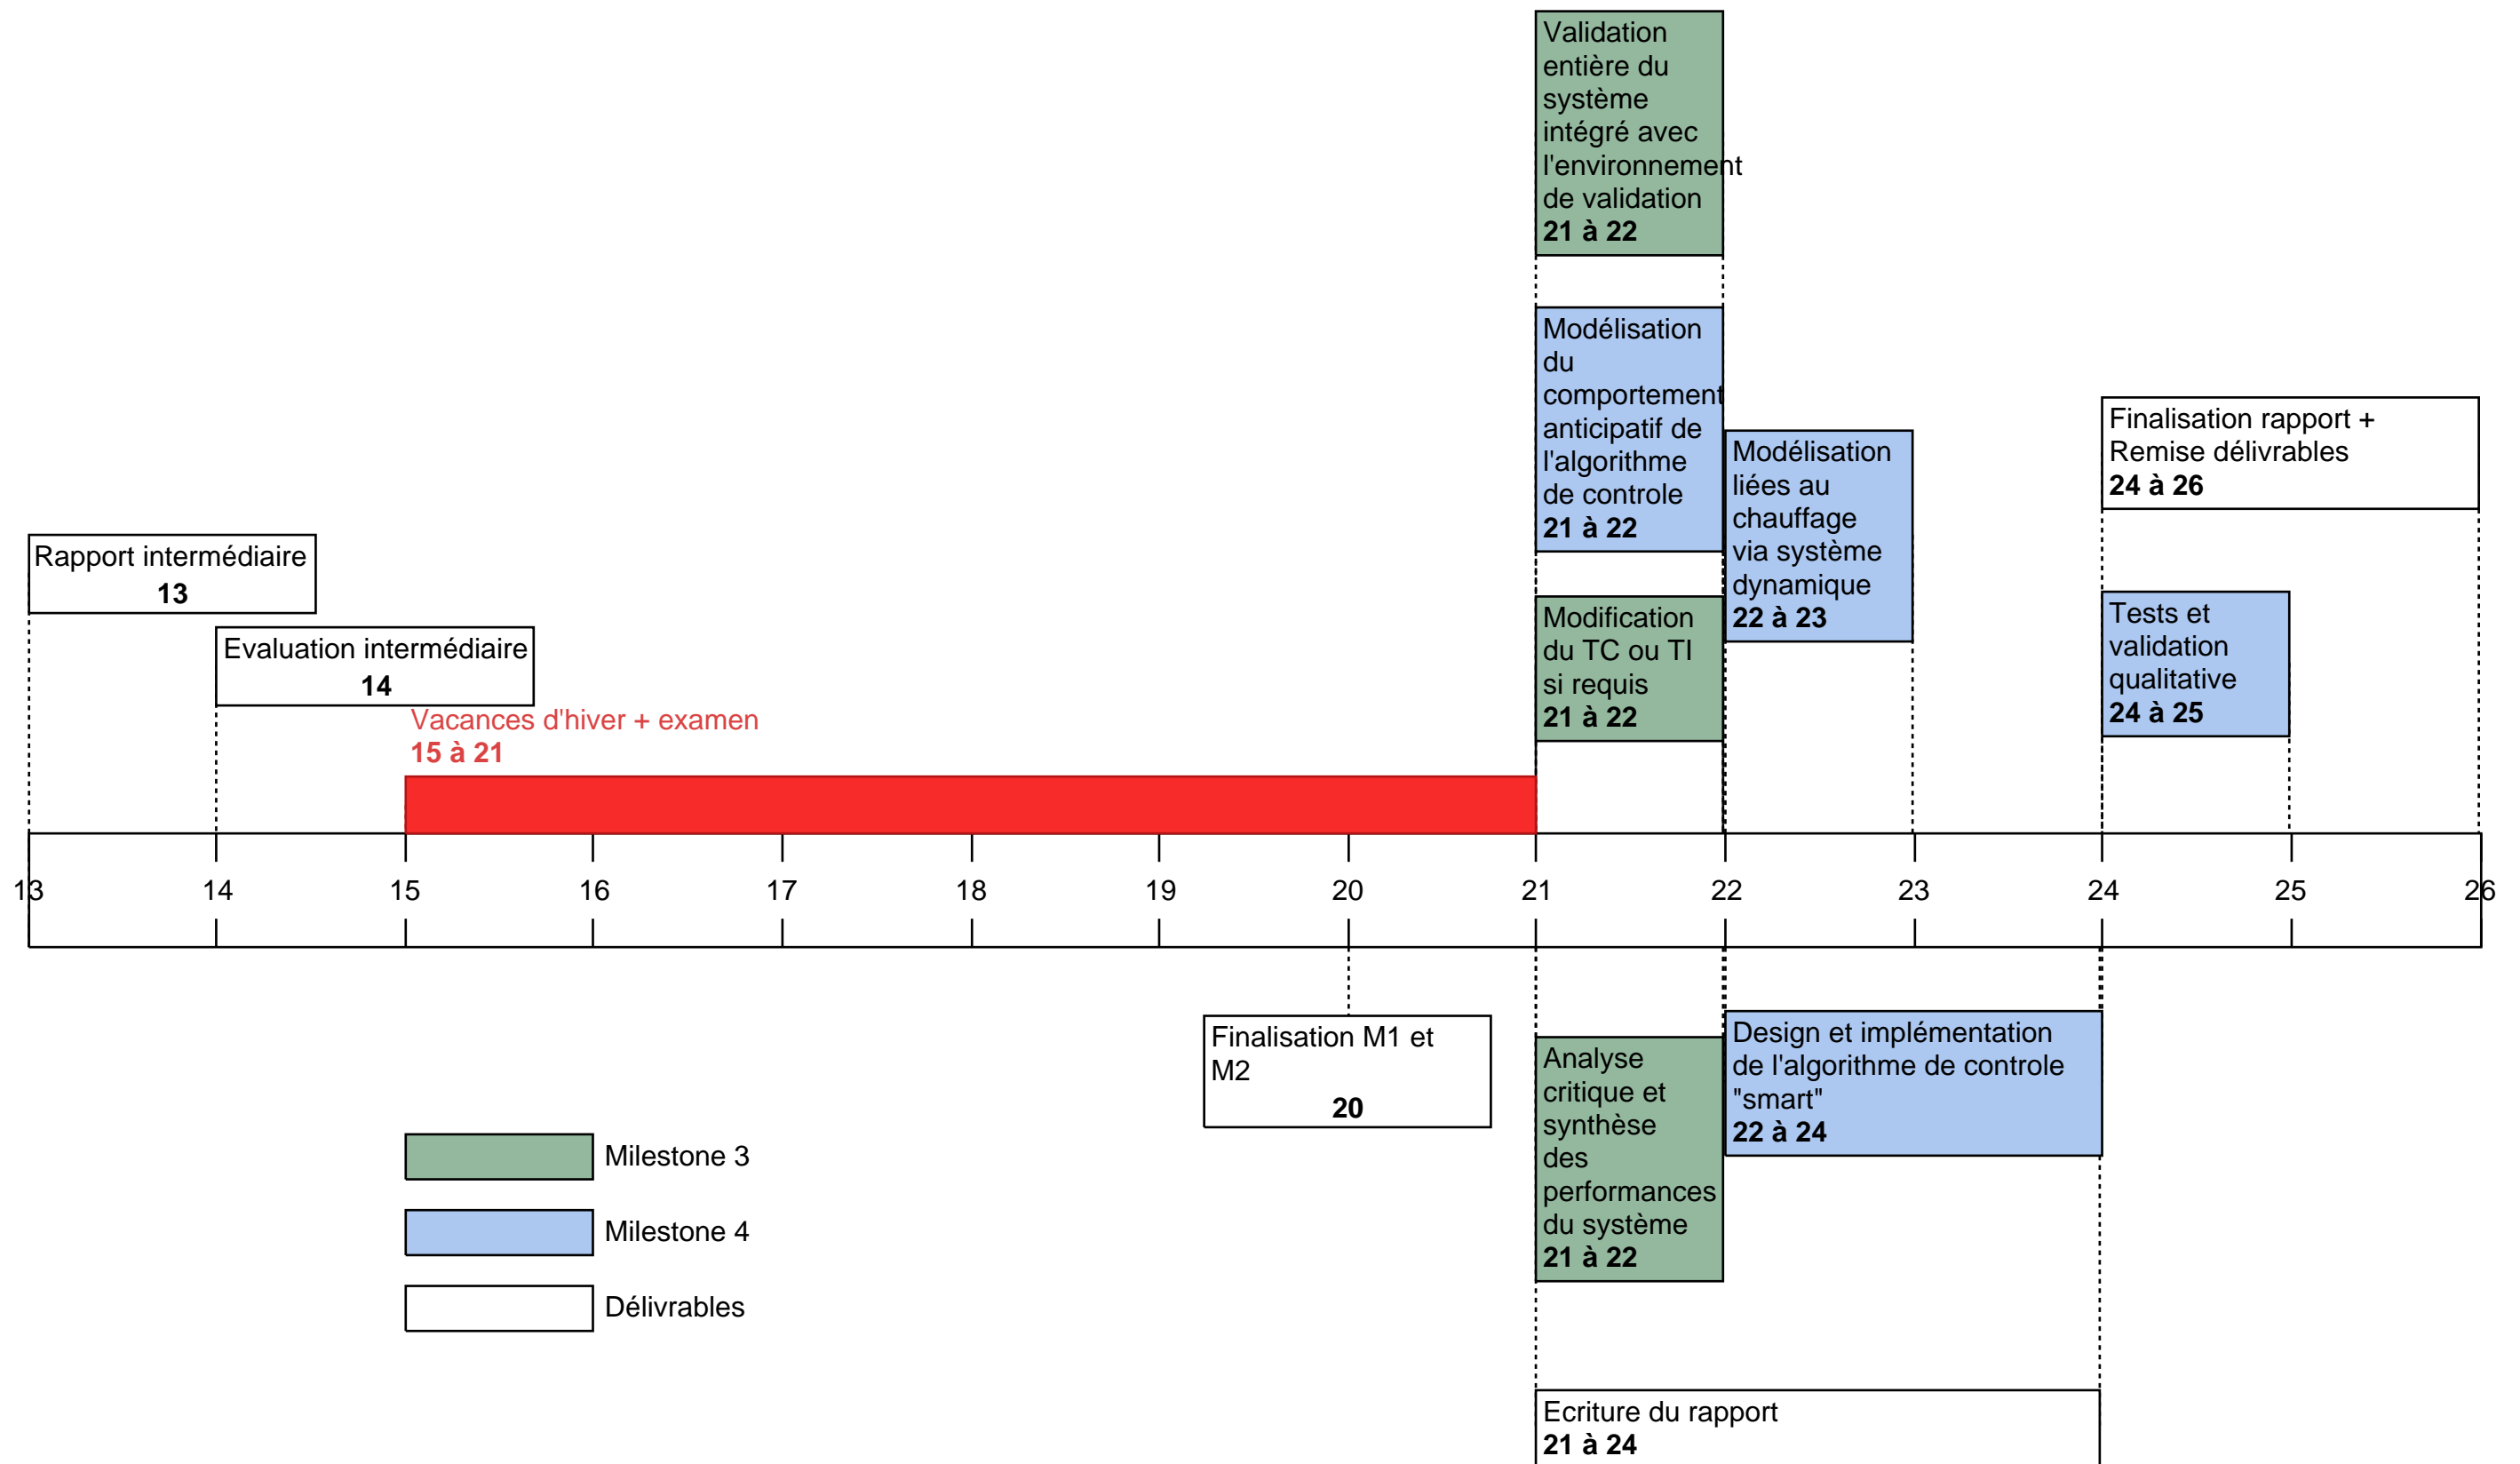 Validation
entière du
système
intégré avec
l'environnement
de validation
21 à 22
Modélisation
du
comportement
anticipatif de
l'algorithme
de controle
21 à 22
Modélisation
liées au
chauffage
via système
dynamique
22 à 23
Finalisation rapport +
Remise délivrables
24 à 26
Rapport intermédiaire
13
Evaluation intermédiaire
14
Modification
du TC ou TI
si requis
21 à 22
Tests et
validation
qualitative
24 à 25
Vacances d'hiver + examen
15 à 21
13 14 15 16 17 18 19 20 21 22 23 24 25 26
Finalisation M1 et
M2
20
Analyse
critique et
synthèse
des
performances
du système
21 à 22
Design et implémentation
de l'algorithme de controle
"smart"
22 à 24
Milestone 3
Milestone 4
Délivrables
Ecriture du rapport
21 à 24